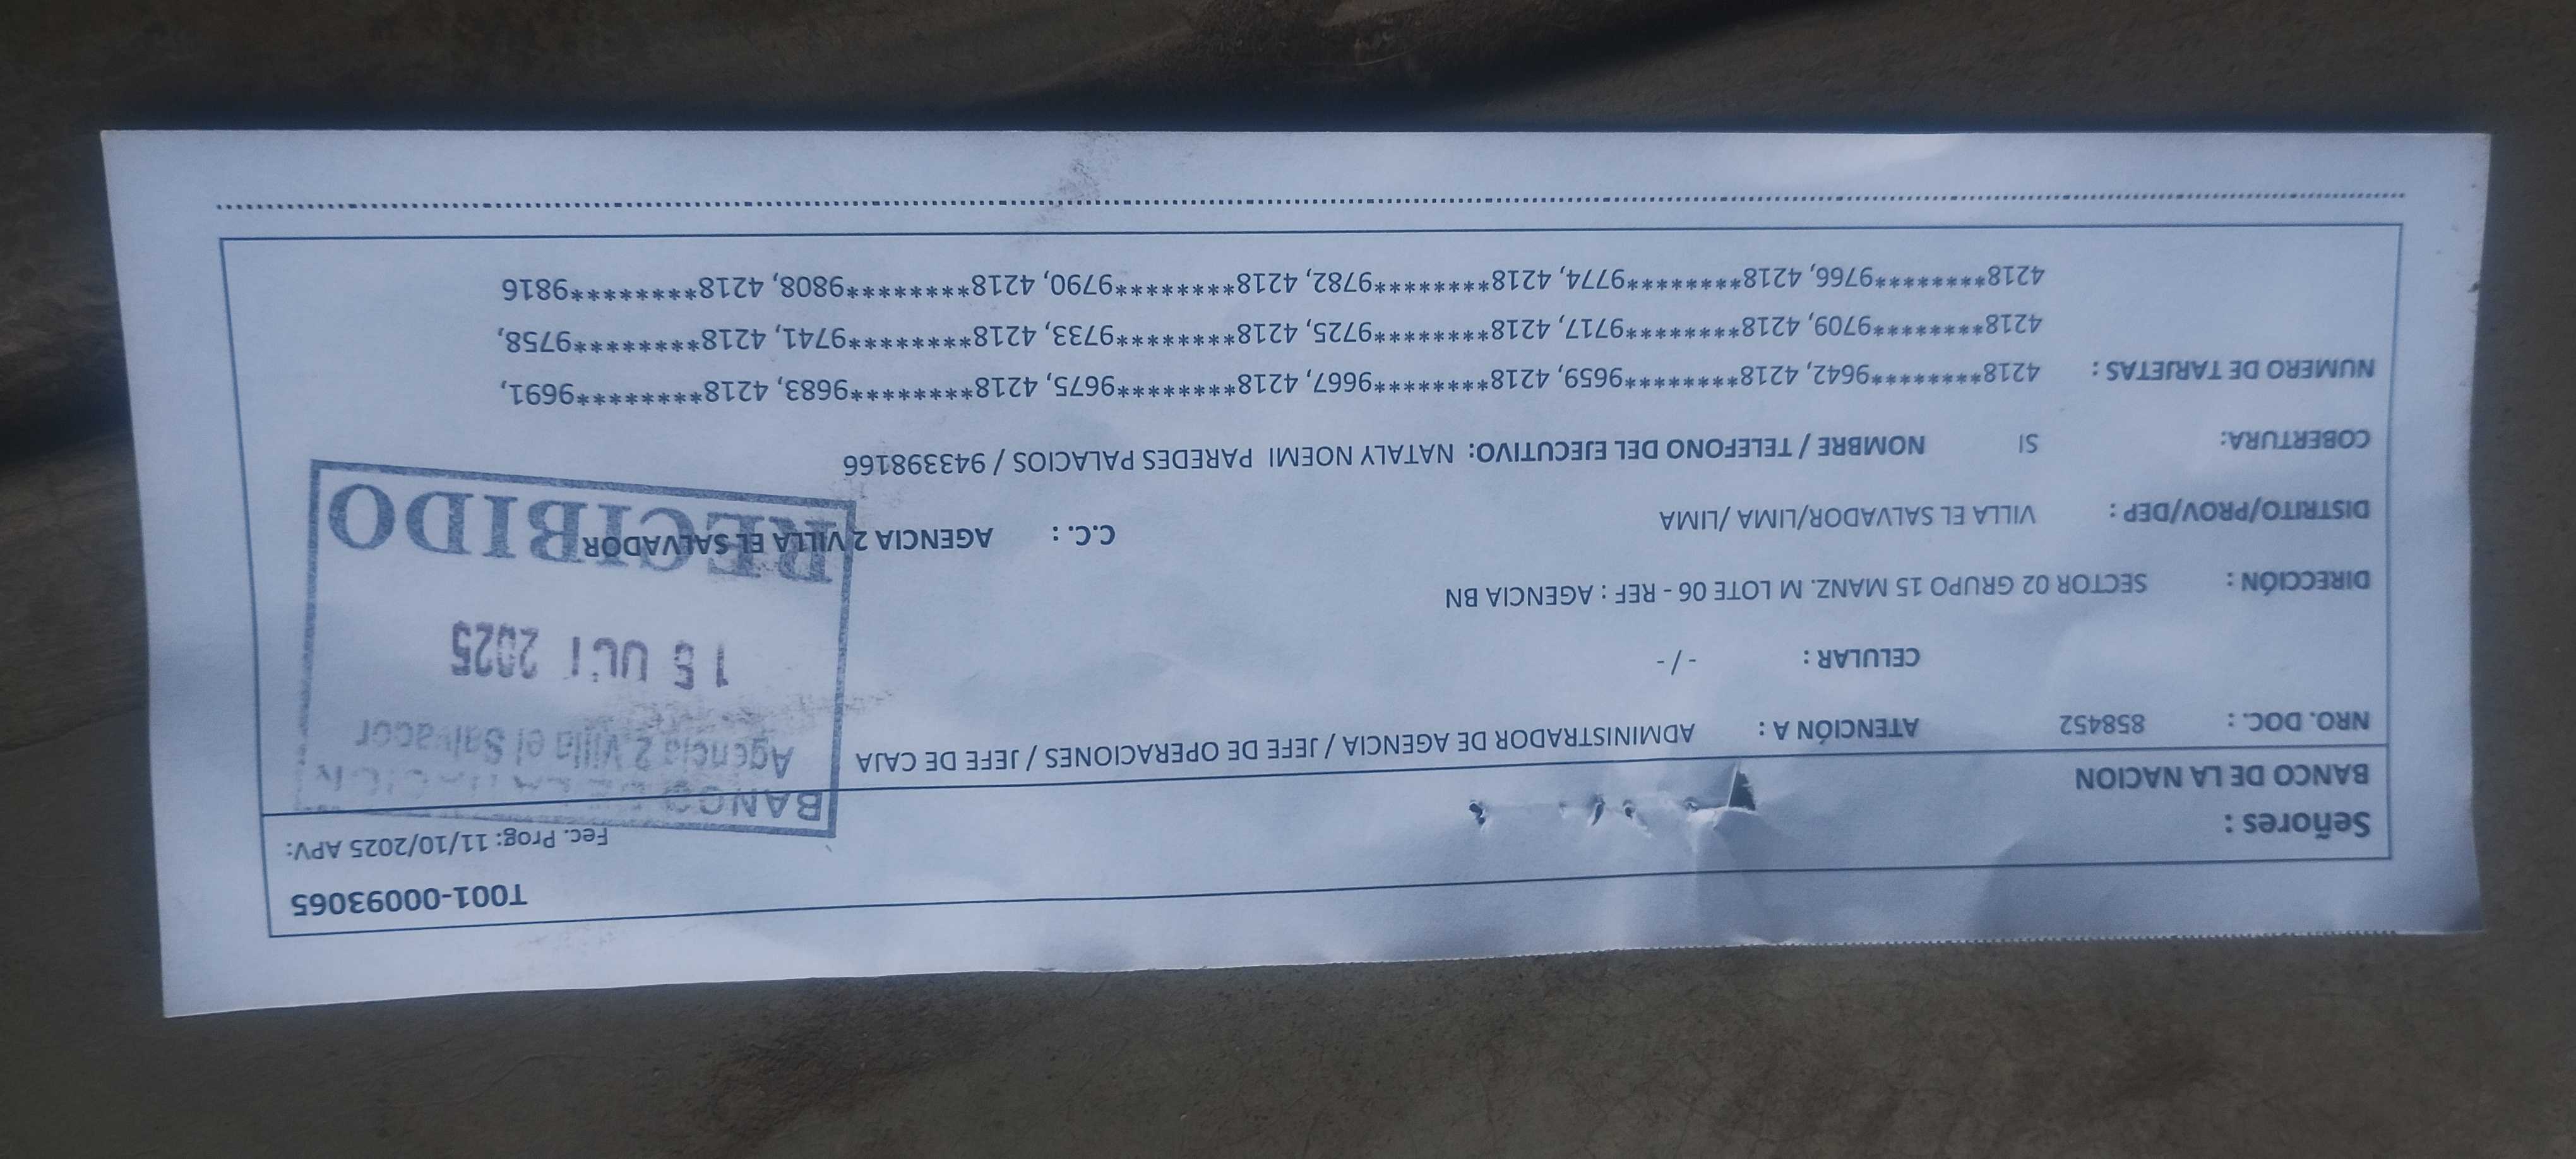 T001-00093065
Señores :
Fec. Prog: 11/10/2025 APV:
BANCO DE LA NACION
NRO. DOC. : 858452 ATENCIÓN A : ADMINISTRADOR DE AGENCIA / JEFE DE OPERACIONES / JEFE DE CAJA
CELULAR : - / -
DIRECCIÓN : SECTOR 02 GRUPO 15 MANZ. M LOTE 06 - REF : AGENCIA BN
DISTRITO/PROV/DEP : VILLA EL SALVADOR/LIMA /LIMA C.C. : AGENCIA 2 VILLA EL SALVADOR
COBERTURA: SI NOMBRE / TELEFONO DEL EJECUTIVO: NATALY NOEMI PAREDES PALACIOS / 943398166
NUMERO DE TARJETAS : 4218********9642, 4218********9659, 4218********9667, 4218********9675, 4218********9683, 4218********9691,
4218********9709, 4218********9717, 4218********9725, 4218********9733, 4218********9741, 4218********9758,
4218********9766, 4218********9774, 4218********9782, 4218********9790, 4218********9808, 4218********9816
BANCO DE LA NACION
Agencia 2 Villa el Salvador
2025
RECIBIDO